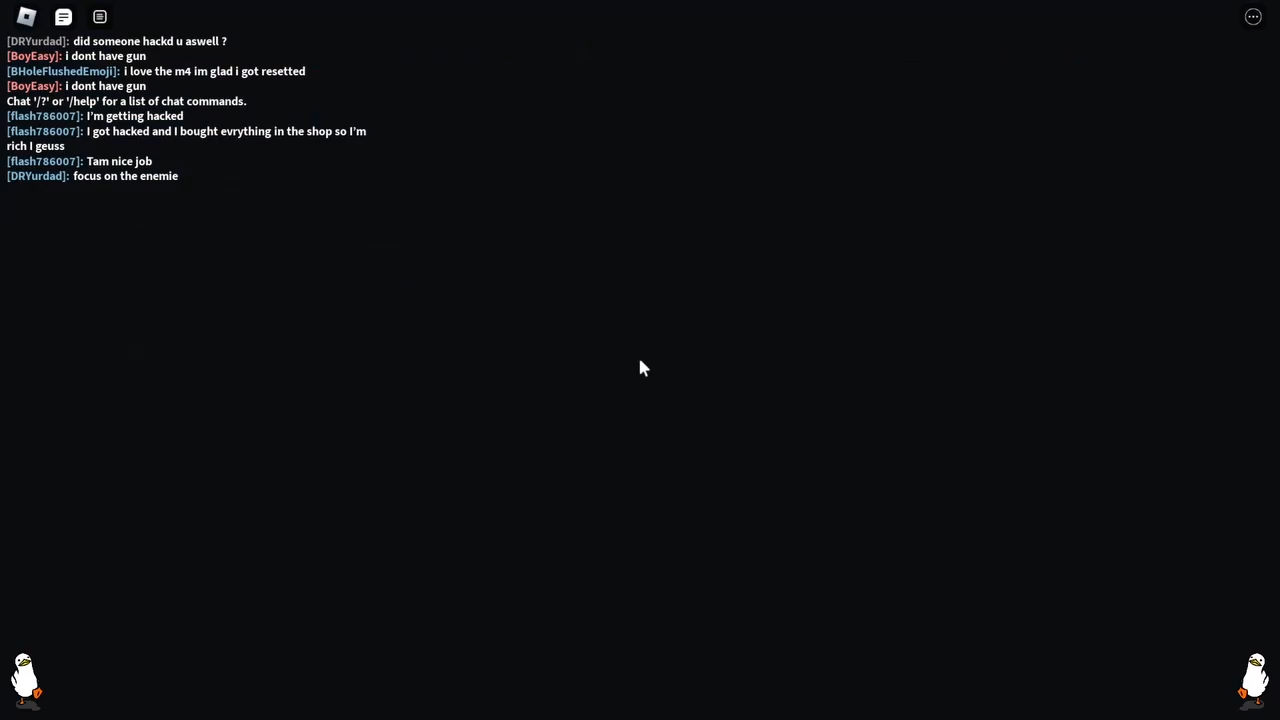 [DRYurdad]: did someone hackd u aswell ?
[BoyEasy]: i dont have gun
[BHoleFlushedEmoji]: i love the m4 im glad i got resetted
[BoyEasy]: i dont have gun
Chat '/?' or '/help' for a list of chat commands.
[flash786007]: I'm getting hacked
[flash786007]: I got hacked and I bought evrything in the shop so I'm
rich I geuss
[flash786007]: Tam nice job
[DRYurdad]: focus on the enemie